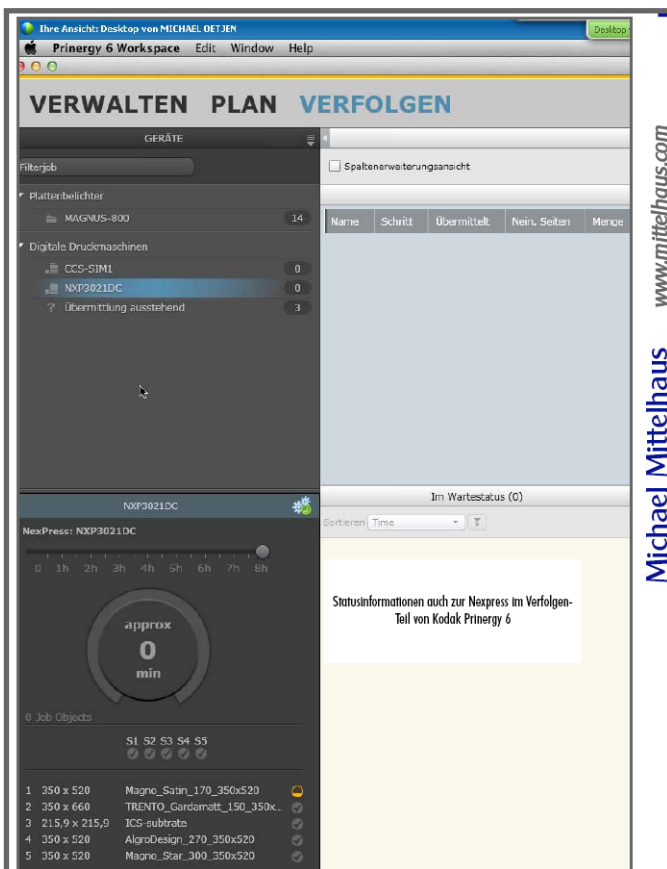 Ihre Ansicht: Desktop von MICHAEL OETJEN
Desktop
Prinergy 6 Workspace Edit Window Help
VERWALTEN PLAN VERFOLGEN
GERÄTE
Filterjob
Spaltenerweiterungsansicht
Plattenbelichter
MAGNUS-800 14
Name Schritt Übermittelt Nein. Seiten Menge
Digitale Druckmaschinen
CCS-SIM1 0
NXP3021DC 0
? Übermittlung ausstehend 3
NXP3021DC
Im Wartestatus (0)
Sortieren Time
NexPress: NXP3021DC
0 1h 2h 3h 4h 5h 6h 7h 8h
approx
0
min
0 Job Objects
S1 S2 S3 S4 S5
1 350 x 520 Magno_Satin_170_350x520
2 350 x 660 TRENTO_Gardamatt_150_350x...
3 215,9 x 215,9 ICS-subtrate
4 350 x 520 AlgroDesign_270_350x520
5 350 x 520 Magno_Star_300_350x520
Statusinformationen auch zur Nexpress im Verfolgen-
Teil von Kodak Prinergy 6
Michael Mittelhaus www.mittelhaus.com